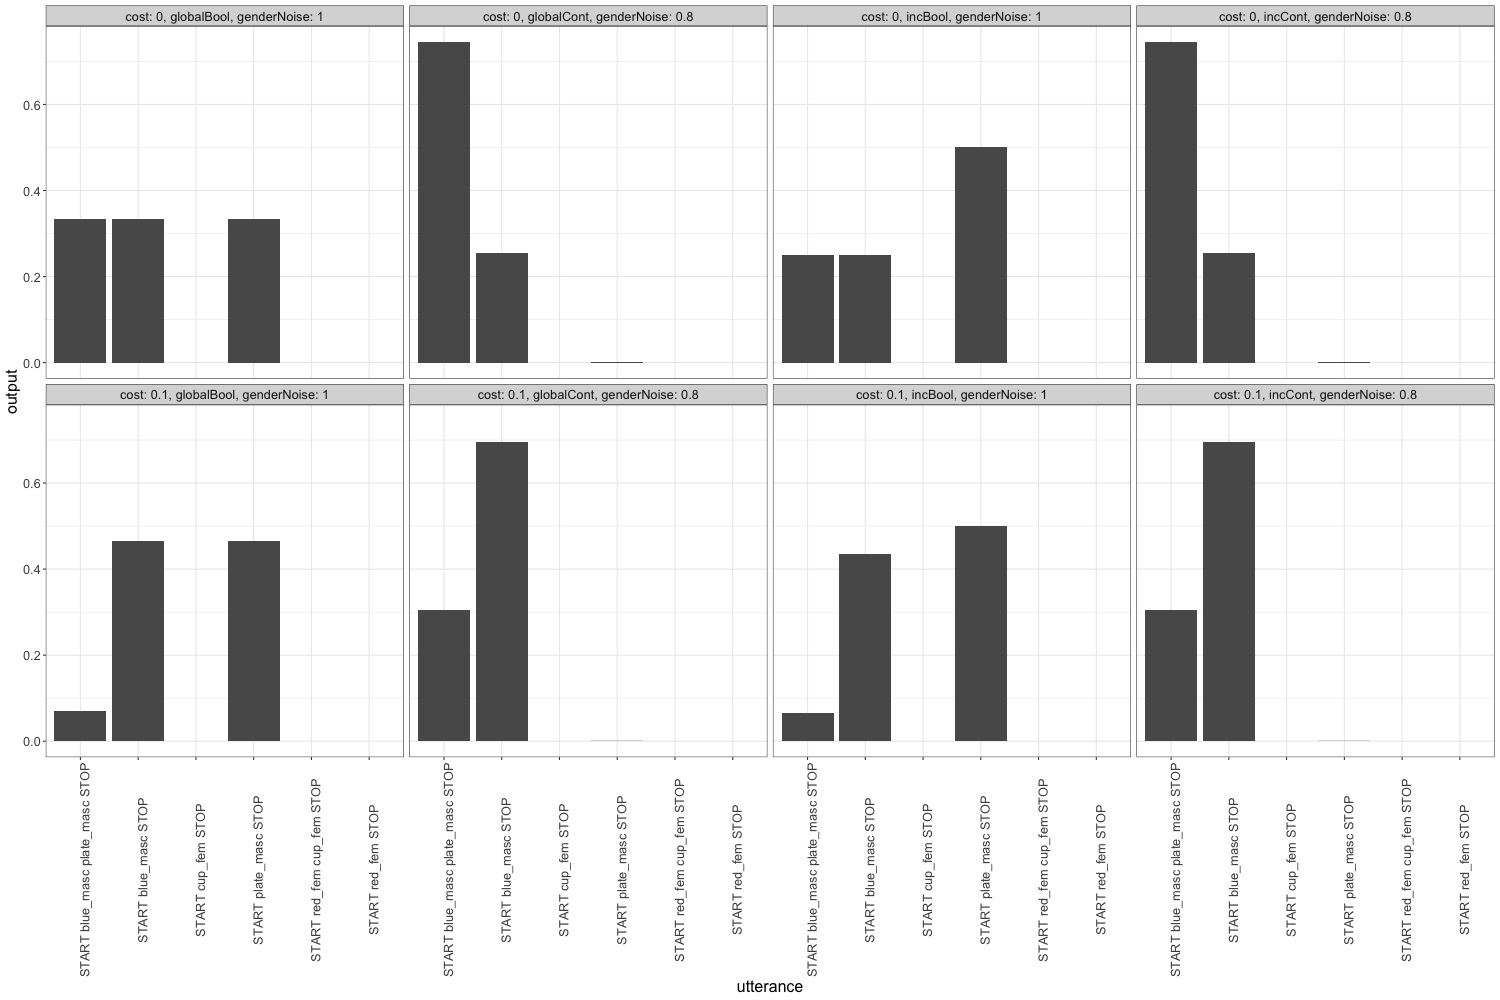 cost: 0, globalBool, genderNoise: 1
cost: 0, globalCont, genderNoise: 0.8
cost: 0, incBool, genderNoise: 1
cost: 0, incCont, genderNoise: 0.8
0.6
0.4
0.2
0.0
output
cost: 0.1, globalBool, genderNoise: 1
cost: 0.1, globalCont, genderNoise: 0.8
cost: 0.1, incBool, genderNoise: 1
cost: 0.1, incCont, genderNoise: 0.8
0.6
0.4
0.2
0.0
START blue_masc plate_masc STOP
START blue_masc STOP
START cup_fem STOP
START plate_masc STOP
START red_fem cup_fem STOP
START red_fem STOP
START blue_masc plate_masc STOP
START blue_masc STOP
START cup_fem STOP
START plate_masc STOP
START red_fem cup_fem STOP
START red_fem STOP
START blue_masc plate_masc STOP
START blue_masc STOP
START cup_fem STOP
START plate_masc STOP
START red_fem cup_fem STOP
START red_fem STOP
START blue_masc plate_masc STOP
START blue_masc STOP
START cup_fem STOP
START plate_masc STOP
START red_fem cup_fem STOP
START red_fem STOP
utterance